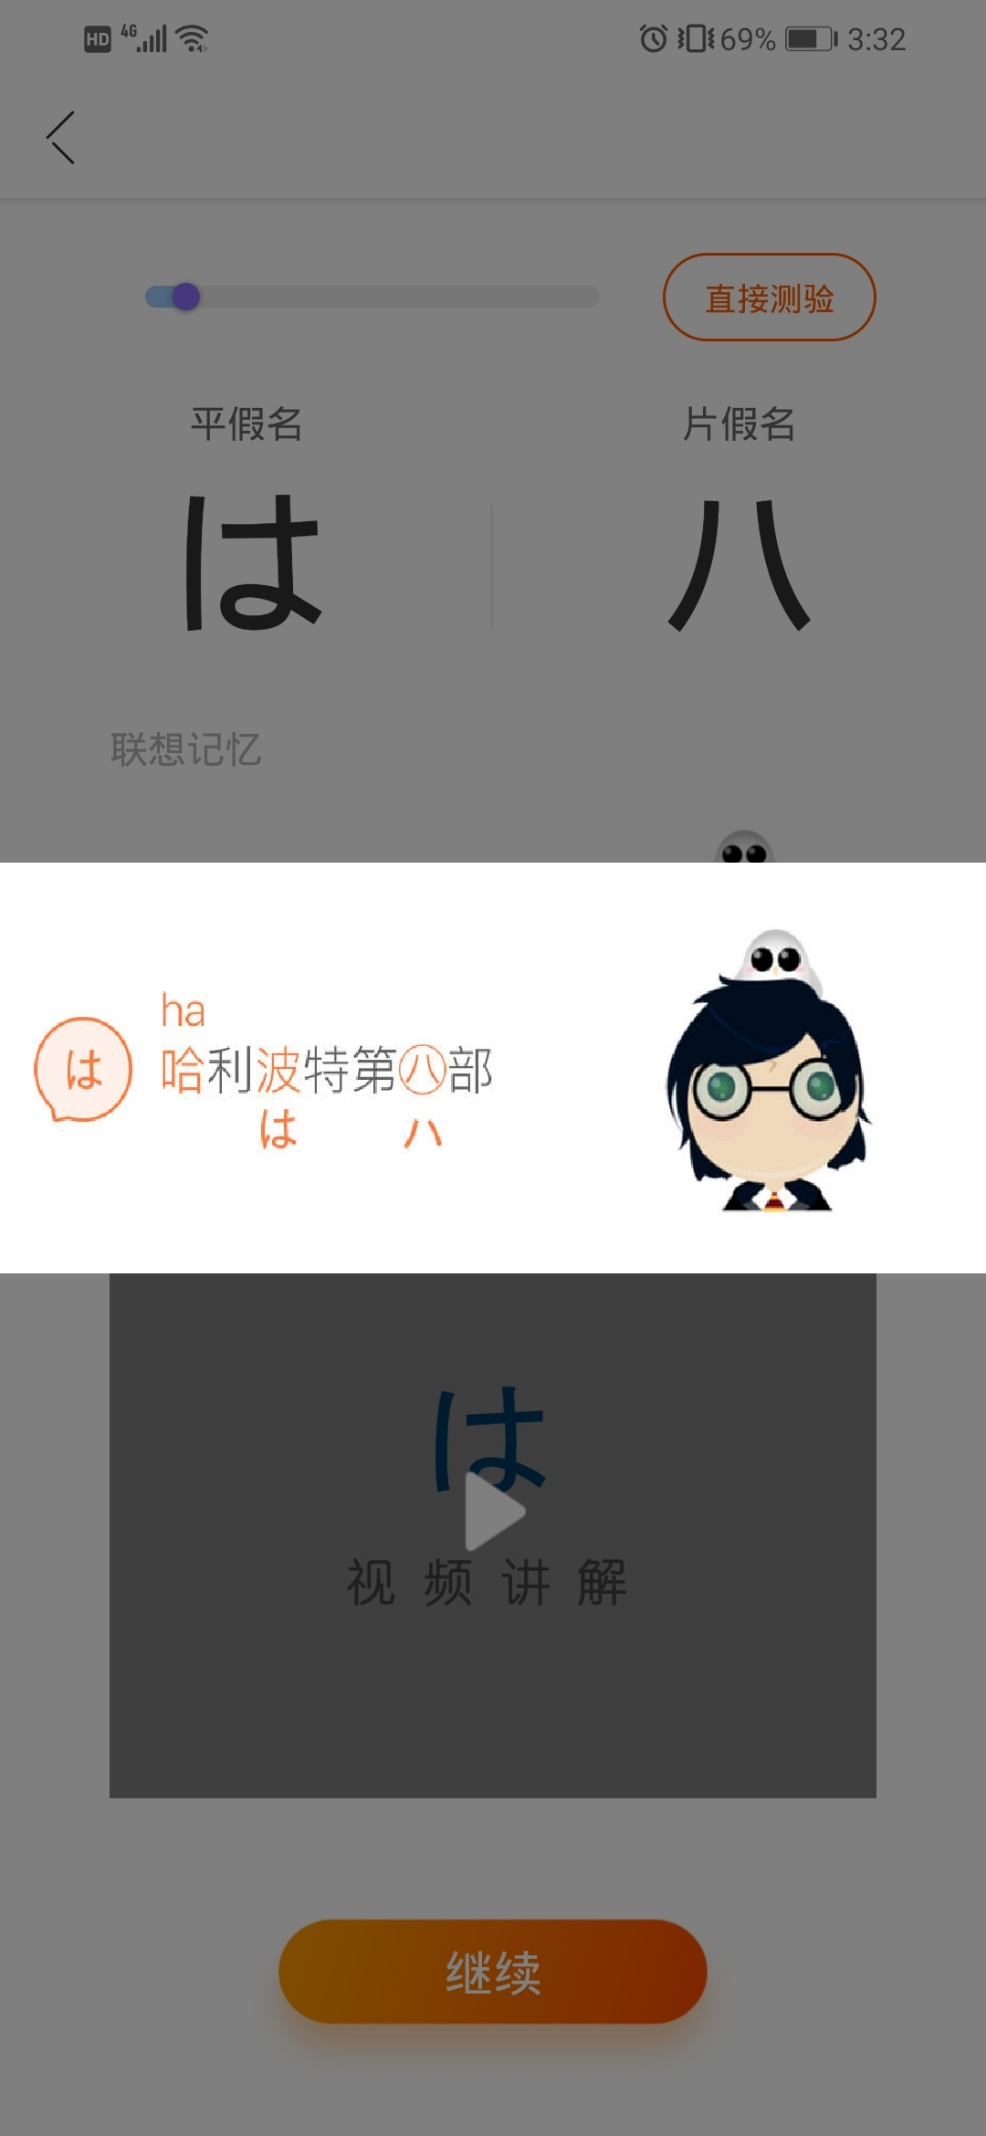 HD 4G 69% 3:32
直接测验
平假名 片假名
は ハ
联想记忆
ha
は 哈利波特第八部
は ハ
は
视频讲解
继续